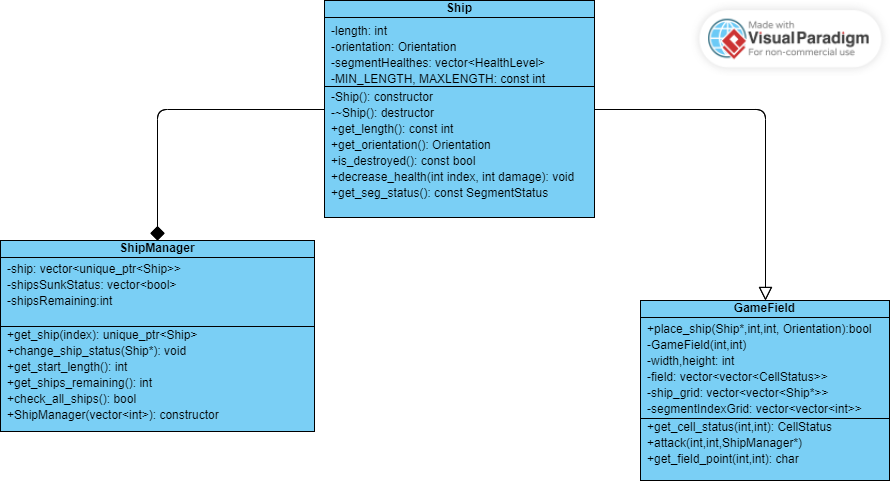 Ship
-length: int
-orientation: Orientation
-segmentHealthes: vector<HealthLevel>
-MIN_LENGTH, MAXLENGTH: const int
-Ship(): constructor
-~Ship(): destructor
+get_length(): const int
+get_orientation(): Orientation
+is_destroyed(): const bool
+decrease_health(int index, int damage): void
+get_seg_status(): const SegmentStatus
Made with
VisualParadigm
For non-commercial use
ShipManager
-ship: vector<unique_ptr<Ship>>
-shipsSunkStatus: vector<bool>
-shipsRemaining:int
+get_ship(index): unique_ptr<Ship>
+change_ship_status(Ship*): void
+get_start_length(): int
+get_ships_remaining(): int
+check_all_ships(): bool
+ShipManager(vector<int>): constructor
GameField
+place_ship(Ship*,int,int, Orientation):bool
-GameField(int,int)
-width,height: int
-field: vector<vector<CellStatus>>
-ship_grid: vector<vector<Ship*>>
-segmentIndexGrid: vector<vector<int>>
+get_cell_status(int,int): CellStatus
+attack(int,int,ShipManager*)
+get_field_point(int,int): char